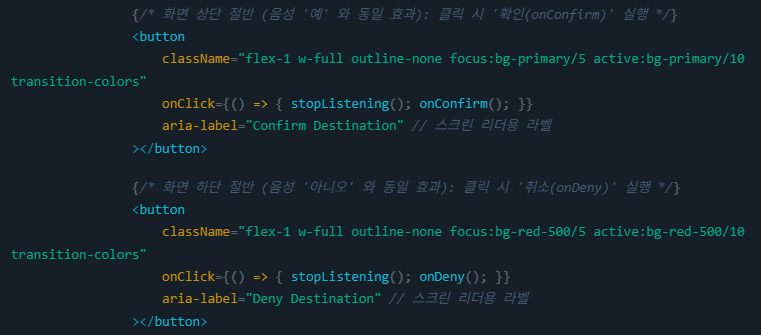 {/* 화면 상단 절반 (음성 '예' 와 동일 효과): 클릭 시 '확인(onConfirm)' 실행 */}
<button
className="flex-1 w-full outline-none focus:bg-primary/5 active:bg-primary/10
transition-colors"
onClick={() => { stopListening(); onConfirm(); }}
aria-label="Confirm Destination" // 스크린 리더용 라벨
></button>
{/* 화면 하단 절반 (음성 '아니오' 와 동일 효과): 클릭 시 '취소(onDeny)' 실행 */}
<button
className="flex-1 w-full outline-none focus:bg-red-500/5 active:bg-red-500/10
transition-colors"
onClick={() => { stopListening(); onDeny(); }}
aria-label="Deny Destination" // 스크린 리더용 라벨
></button>